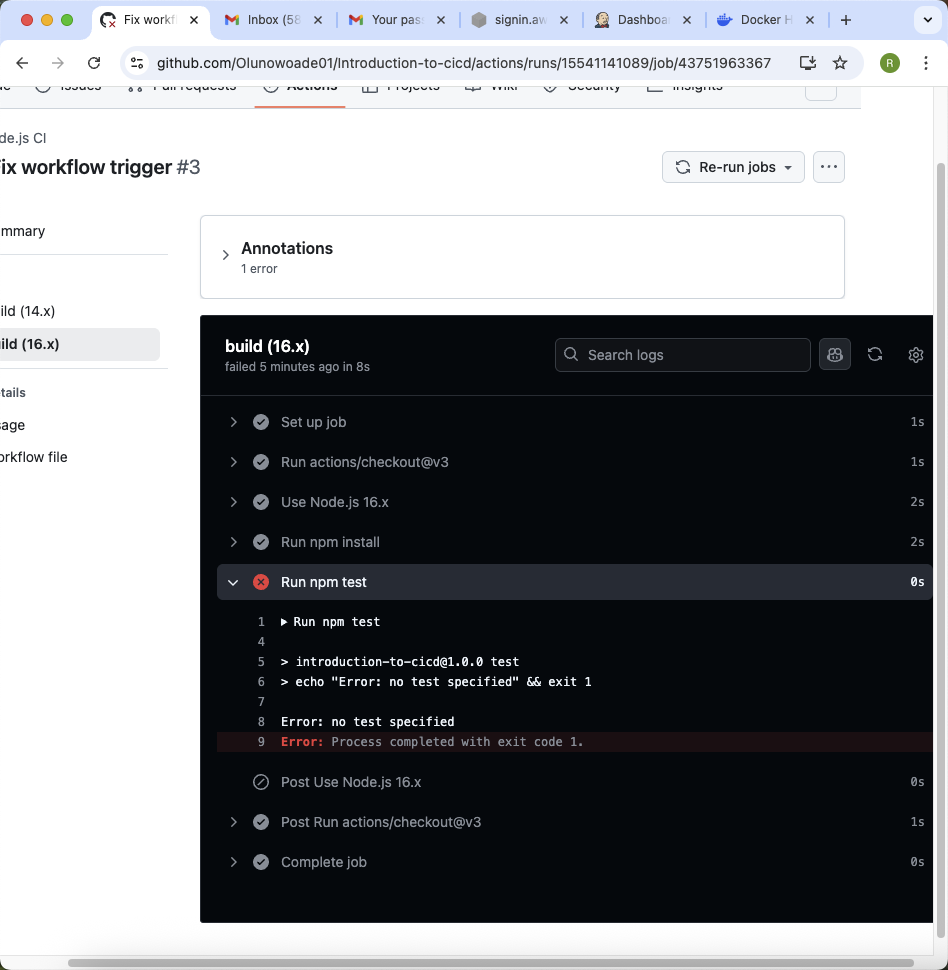 Fix workfl
Inbox (58
Your pas
signin.aw
Dashboa
Docker H
github.com/Olunowoade01/Introduction-to-cicd/actions/runs/15541141089/job/43751963367
R
Issues
Pull requests
Actions
Projects
Wiki
Security
Insights
de.js CI
ix workflow trigger #3
Re-run jobs
mmary
Annotations
1 error
ild (14.x)
ild (16.x)
build (16.x)
failed 5 minutes ago in 8s
Search logs
tails
sage
orkflow file
Set up job 1s
Run actions/checkout@v3 1s
Use Node.js 16.x 2s
Run npm install 2s
Run npm test 0s
1 Run npm test
4
5 > introduction-to-cicd@1.0.0 test
6 > echo "Error: no test specified" && exit 1
7
8 Error: no test specified
9 Error: Process completed with exit code 1.
Post Use Node.js 16.x 0s
Post Run actions/checkout@v3 1s
Complete job 0s